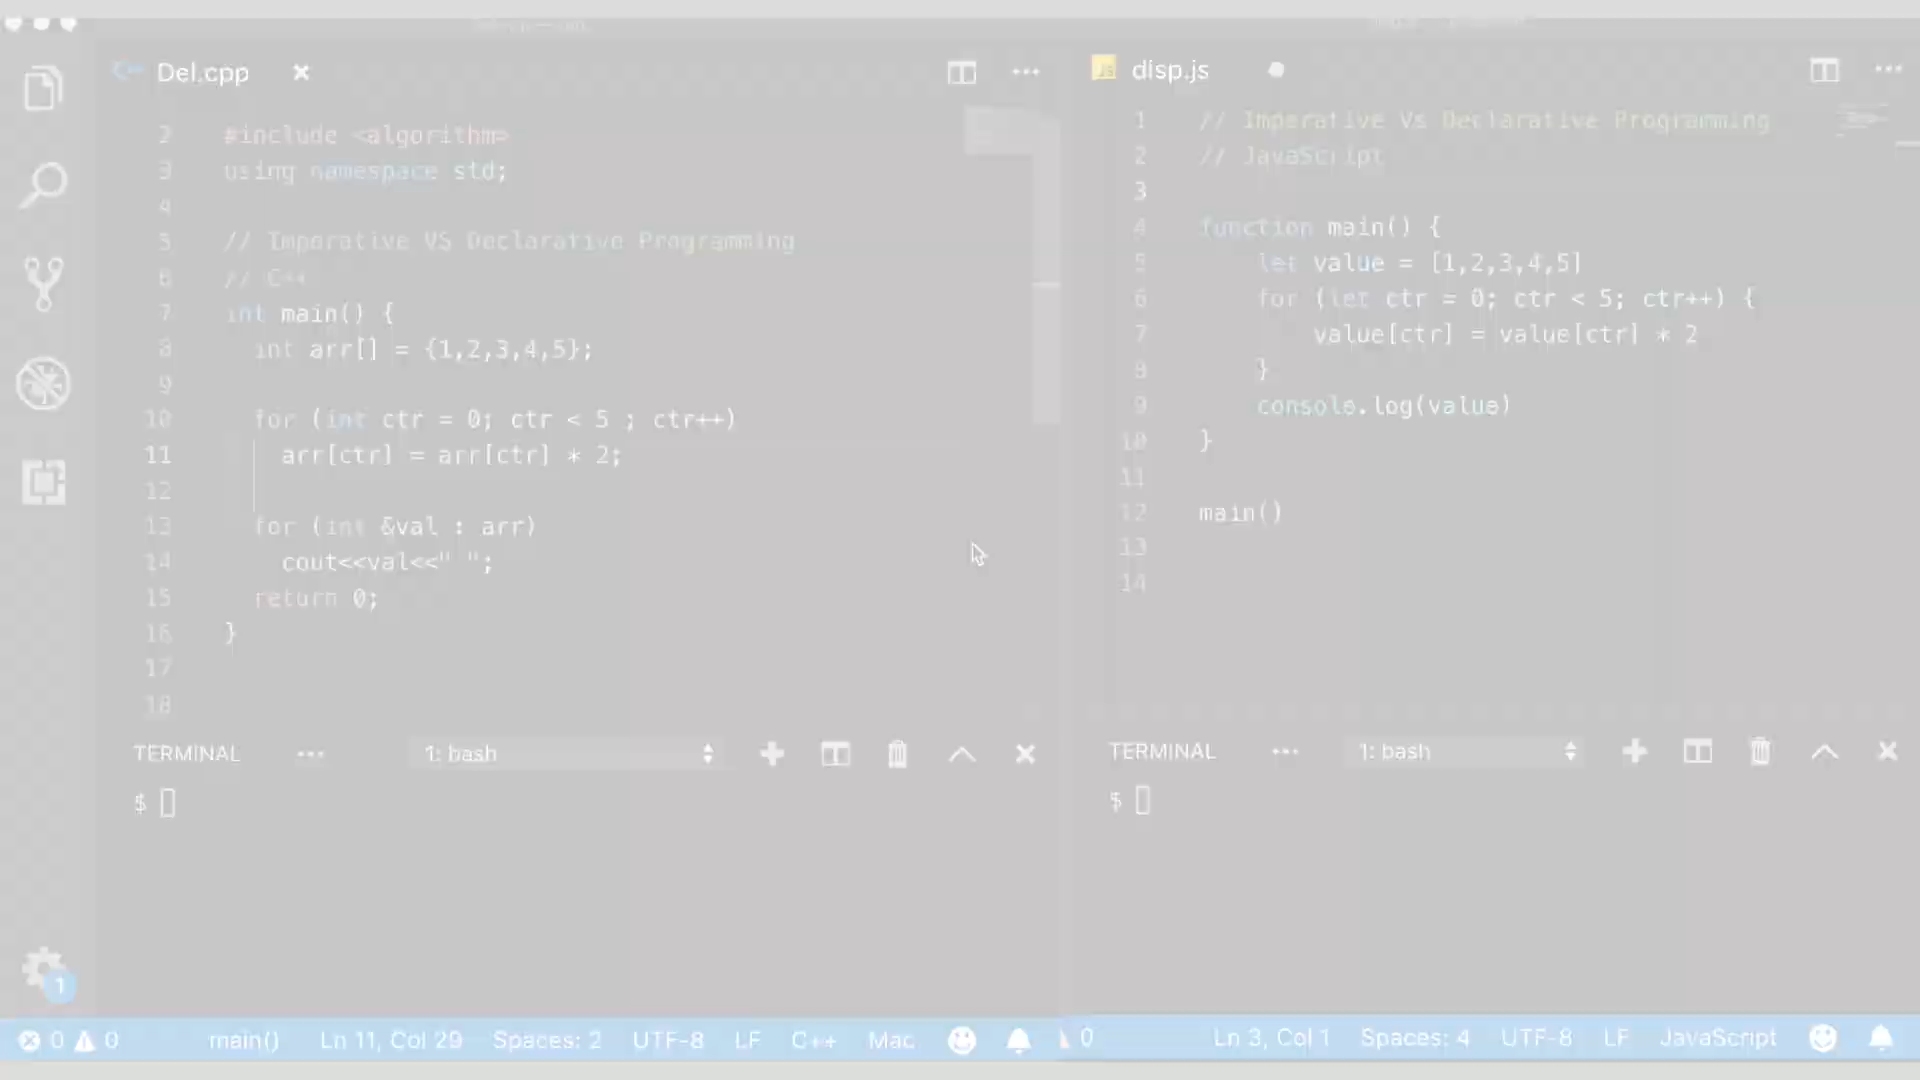 Del.cpp
2 #include <algorithm>
3 using namespace std;
4
5 // Imperative VS Declarative Programming
6 // C++
7 int main() {
8 int arr[] = {1,2,3,4,5};
9
10 for (int ctr = 0; ctr < 5 ; ctr++)
11 arr[ctr] = arr[ctr] * 2;
12
13 for (int &val : arr)
14 cout<<val<<" ";
15 return 0;
16 }
17
18
TERMINAL ... 1: bash
$
1
0 0 main() Ln 11, Col 29 Spaces: 2 UTF-8 LF C++ Mac
JS disp.js
1 // Imperative Vs Declarative Programming
2 // JavaScript
3
4 function main() {
5 let value = [1,2,3,4,5]
6 for (let ctr = 0; ctr < 5; ctr++) {
7 value[ctr] = value[ctr] * 2
8 }
9 console.log(value)
10 }
11
12 main()
13
14
TERMINAL ... 1: bash
$
0 Ln 3, Col 1 Spaces: 4 UTF-8 LF JavaScript